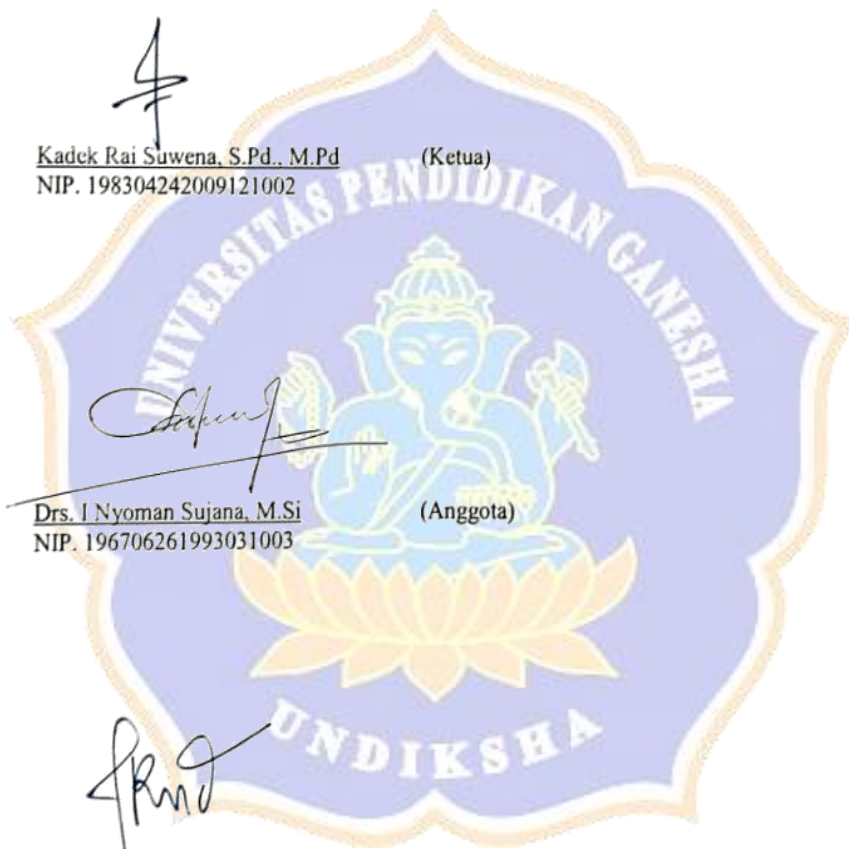 Kadek Rai Suwena, S.Pd., M.Pd (Ketua)
NIP. 198304242009121002
UNIVERSITAS PENDIDIKAN GANESHA
Drs. I Nyoman Sujana, M.Si (Anggota)
NIP. 196706261993031003
UNDIKSHA